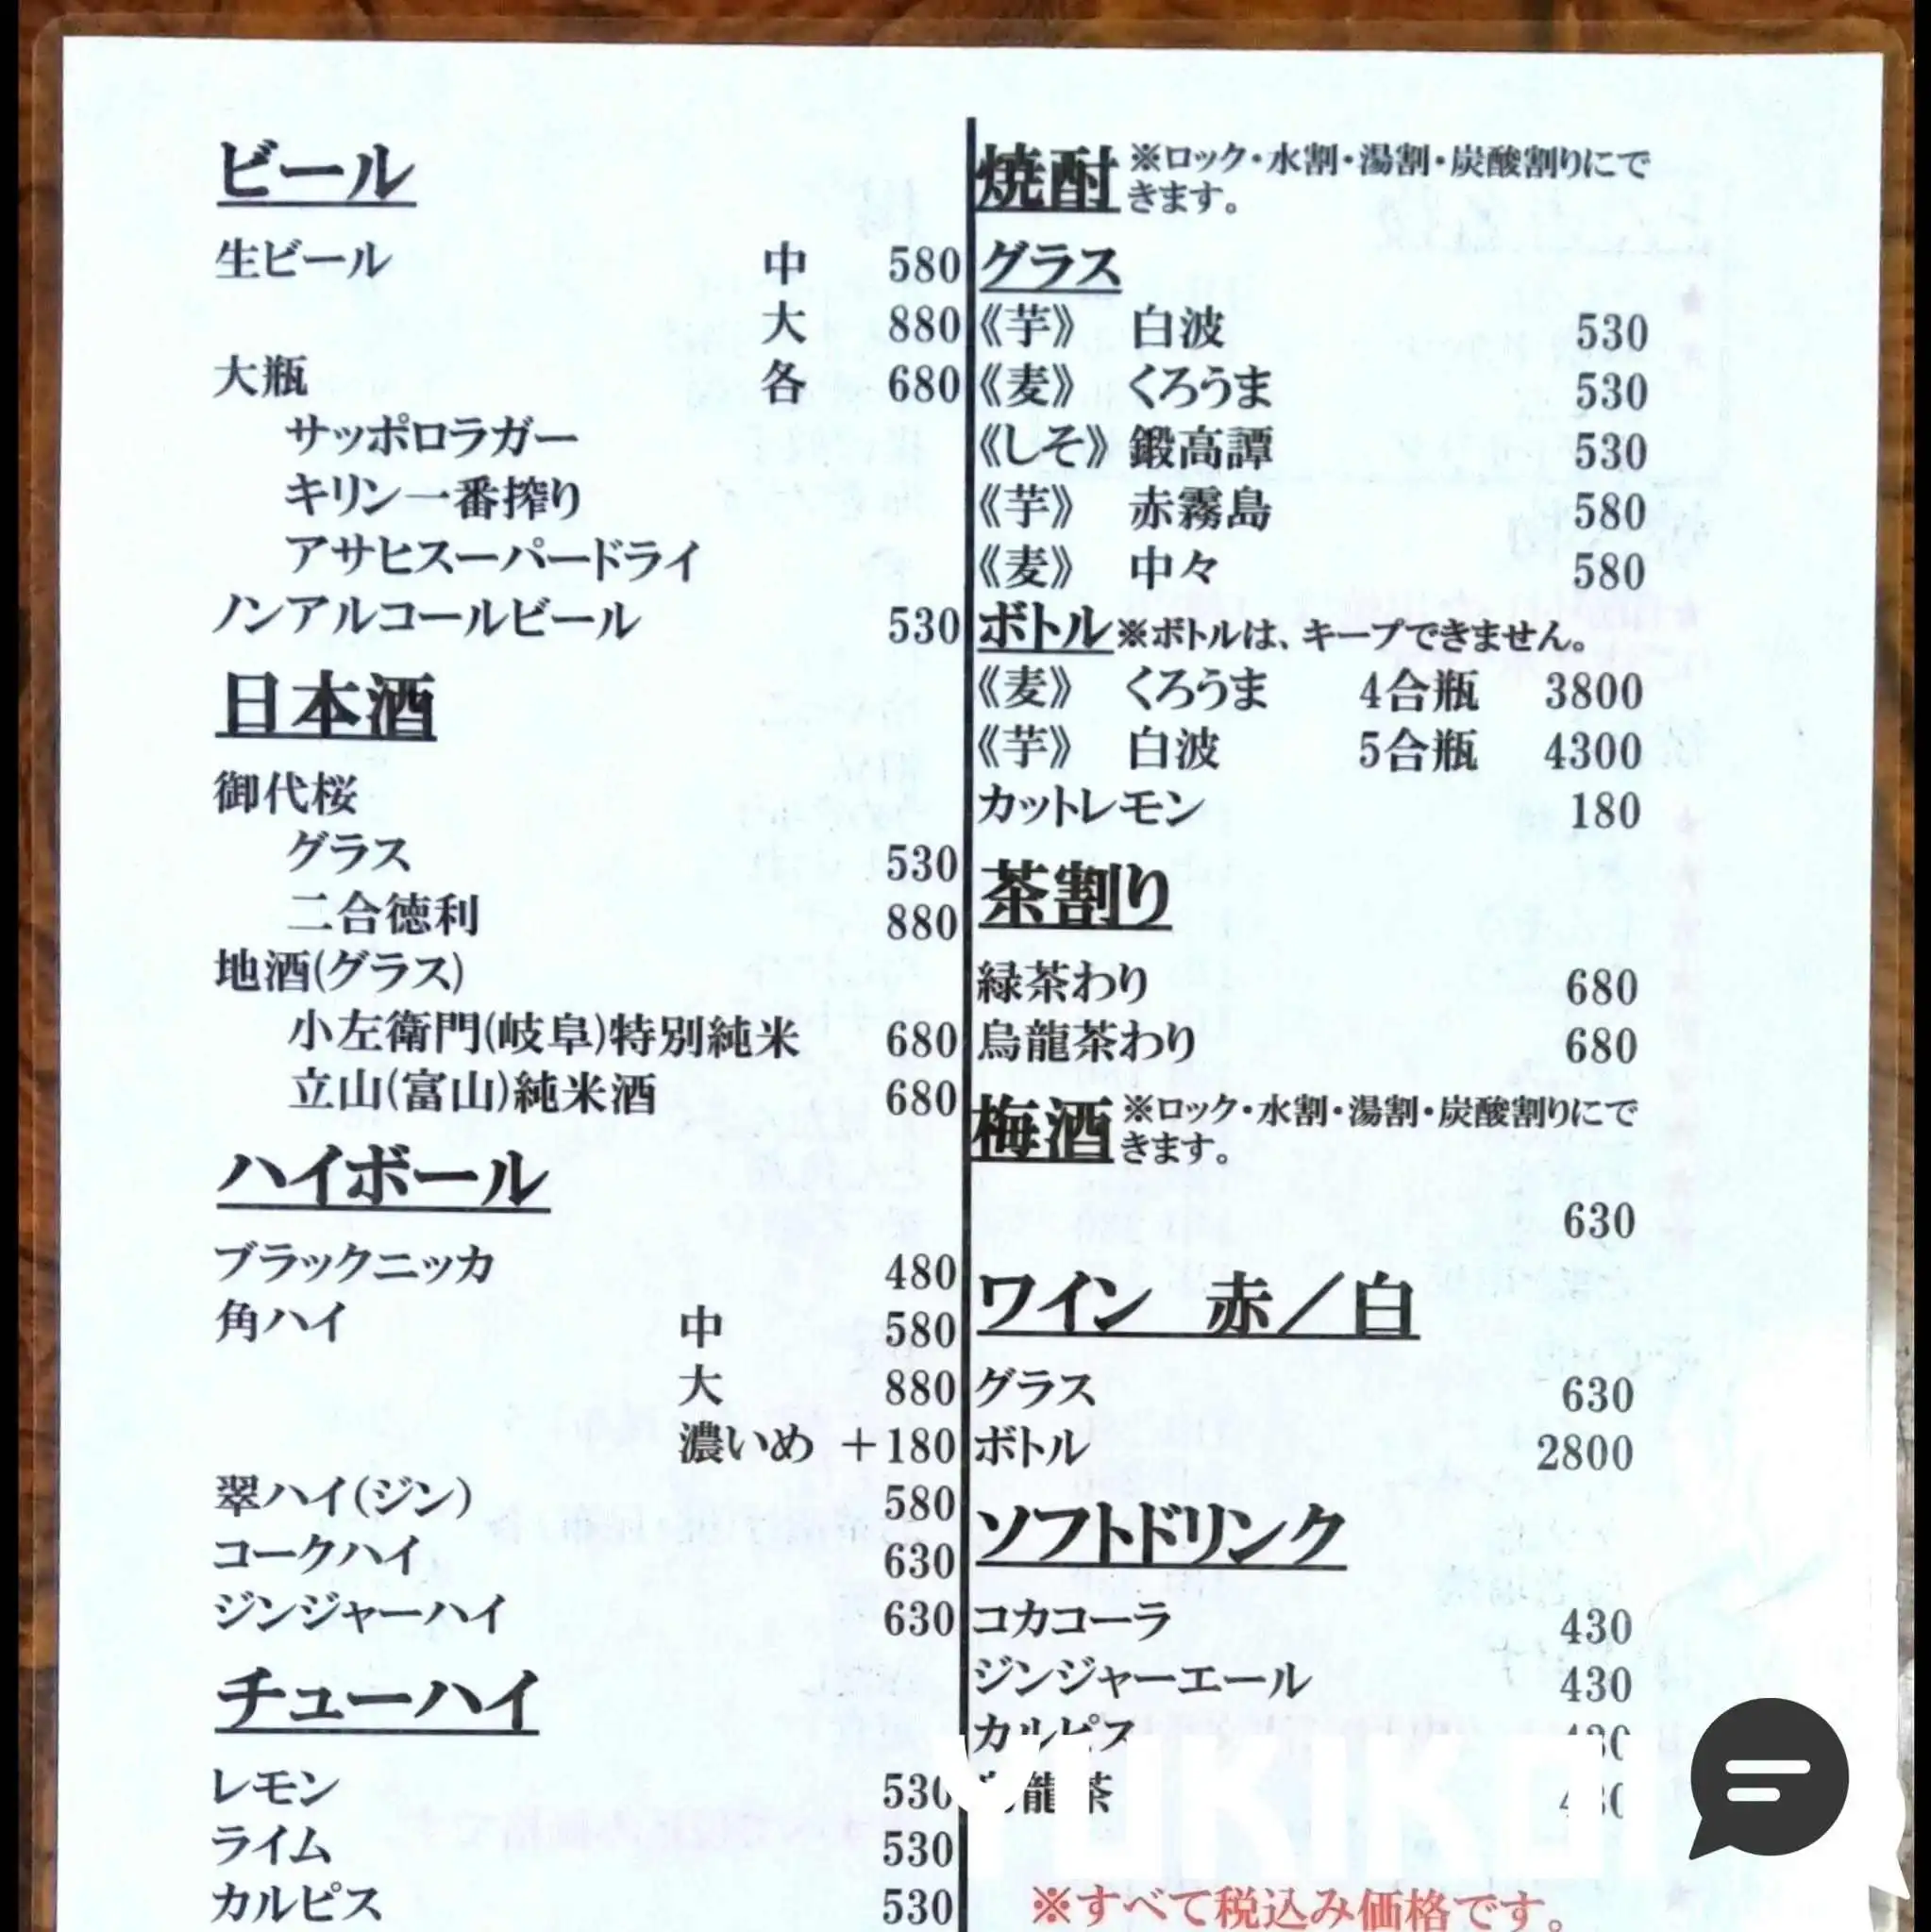 ビール
生ビール 中 580
大 880
大瓶 各 680
サッポロラガー
キリン一番搾り
アサヒスーパードライ
ノンアルコールビール 530
日本酒
御代桜
グラス 530
二合徳利 880
地酒(グラス)
小左衛門(岐阜)特別純米 680
立山(富山)純米酒 680
ハイボール
ブラックニッカ 480
角ハイ 中 580
大 880
濃いめ ＋180
翠ハイ(ジン) 580
コークハイ 630
ジンジャーハイ 630
チューハイ
レモン 530
ライム 530
カルピス 530
焼酎 ※ロック・水割・湯割・炭酸割りにで
きます。
グラス
《芋》 白波 530
《麦》 くろうま 530
《しそ》 鍛高譚 530
《芋》 赤霧島 580
《麦》 中々 580
ボトル ※ボトルは、キープできません。
《麦》 くろうま 4合瓶 3800
《芋》 白波 5合瓶 4300
カットレモン 180
茶割り
緑茶わり 680
烏龍茶わり 680
梅酒 ※ロック・水割・湯割・炭酸割りにで
きます。
630
ワイン 赤／白
グラス 630
ボトル 2800
ソフトドリンク
コカコーラ 430
ジンジャーエール 430
カルピス 430
烏龍茶 430
YUKIKO
※すべて税込み価格です。